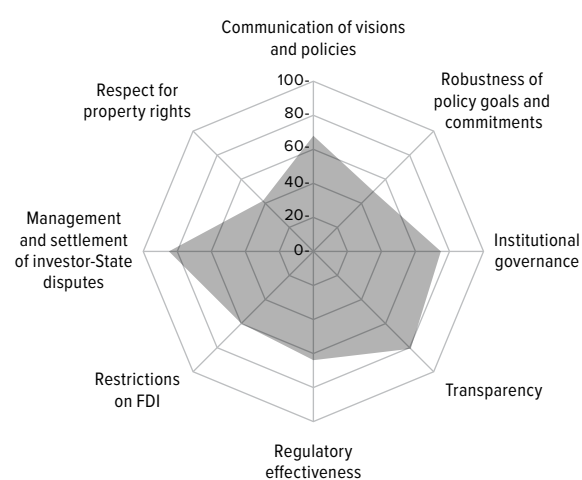 Communication of visions
and policies
Robustness of
policy goals and
commitments
Institutional
governance
Transparency
Regulatory
effectiveness
Restrictions
on FDI
Management
and settlement
of investor-State
disputes
Respect for
property rights
100-
80-
60-
40-
20-
0-